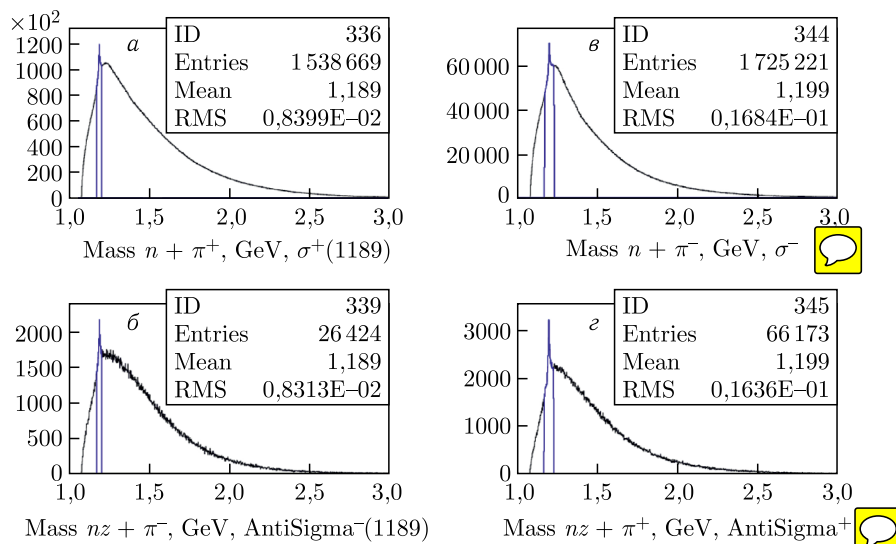 ×10²
1200
1000
800
600
400
200
0
а
ID 336
Entries 1 538 669
Mean 1,189
RMS 0,8399E–02
1,0 1,5 2,0 2,5 3,0
Mass n + π⁺, GeV, σ⁺(1189)
60 000
40 000
20 000
0
в
ID 344
Entries 1 725 221
Mean 1,199
RMS 0,1684E–01
1,0 1,5 2,0 2,5 3,0
Mass n + π⁻, GeV, σ⁻
2000
1500
1000
500
0
б
ID 339
Entries 26 424
Mean 1,189
RMS 0,8313E–02
1,0 1,5 2,0 2,5 3,0
Mass nz + π⁻, GeV, AntiSigma⁻(1189)
3000
2000
1000
0
г
ID 345
Entries 66 173
Mean 1,199
RMS 0,1636E–01
1,0 1,5 2,0 2,5 3,0
Mass nz + π⁺, GeV, AntiSigma⁺